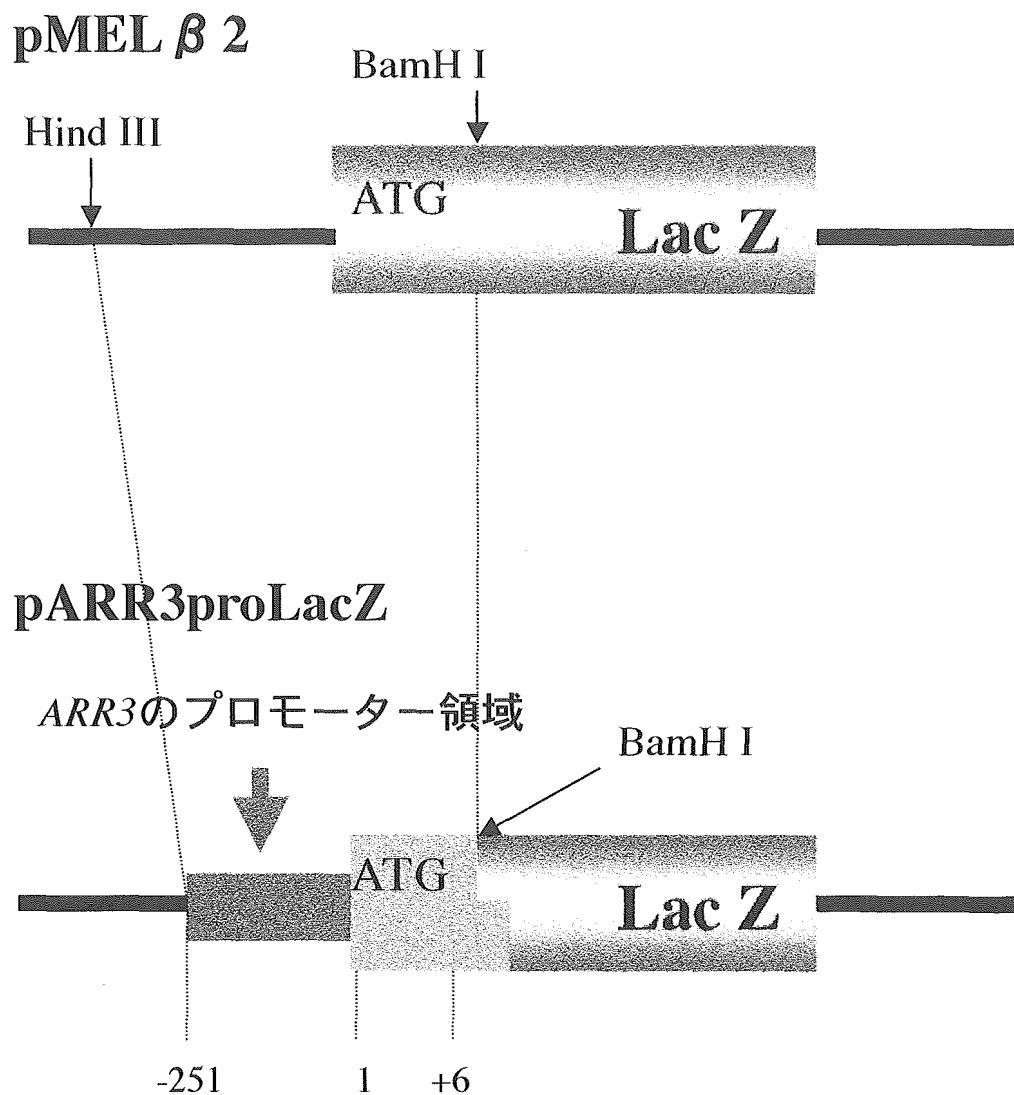 pMEL β 2
BamH I
Hind III
ATG
Lac Z
pARR3proLacZ
ARR3のプロモーター領域
BamH I
ATG
Lac Z
-251 1 +6